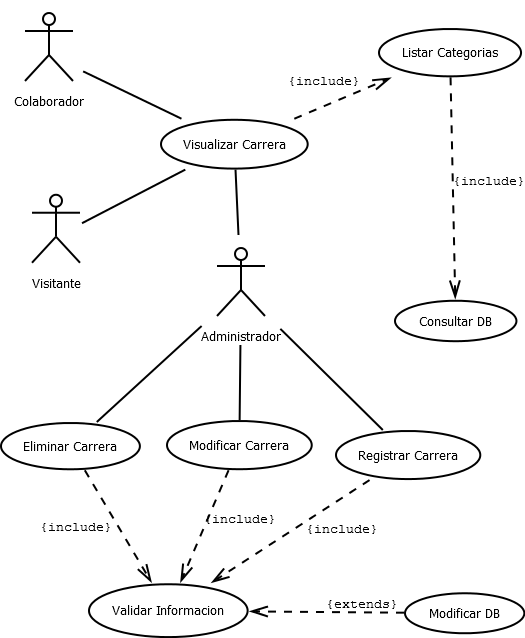 Listar Categorias
{include}
Colaborador
Visualizar Carrera
{include}
Visitante
Consultar DB
Administrador
Eliminar Carrera
Modificar Carrera
Registrar Carrera
{include}
{include}
{include}
Validar Informacion
{extends}
Modificar DB